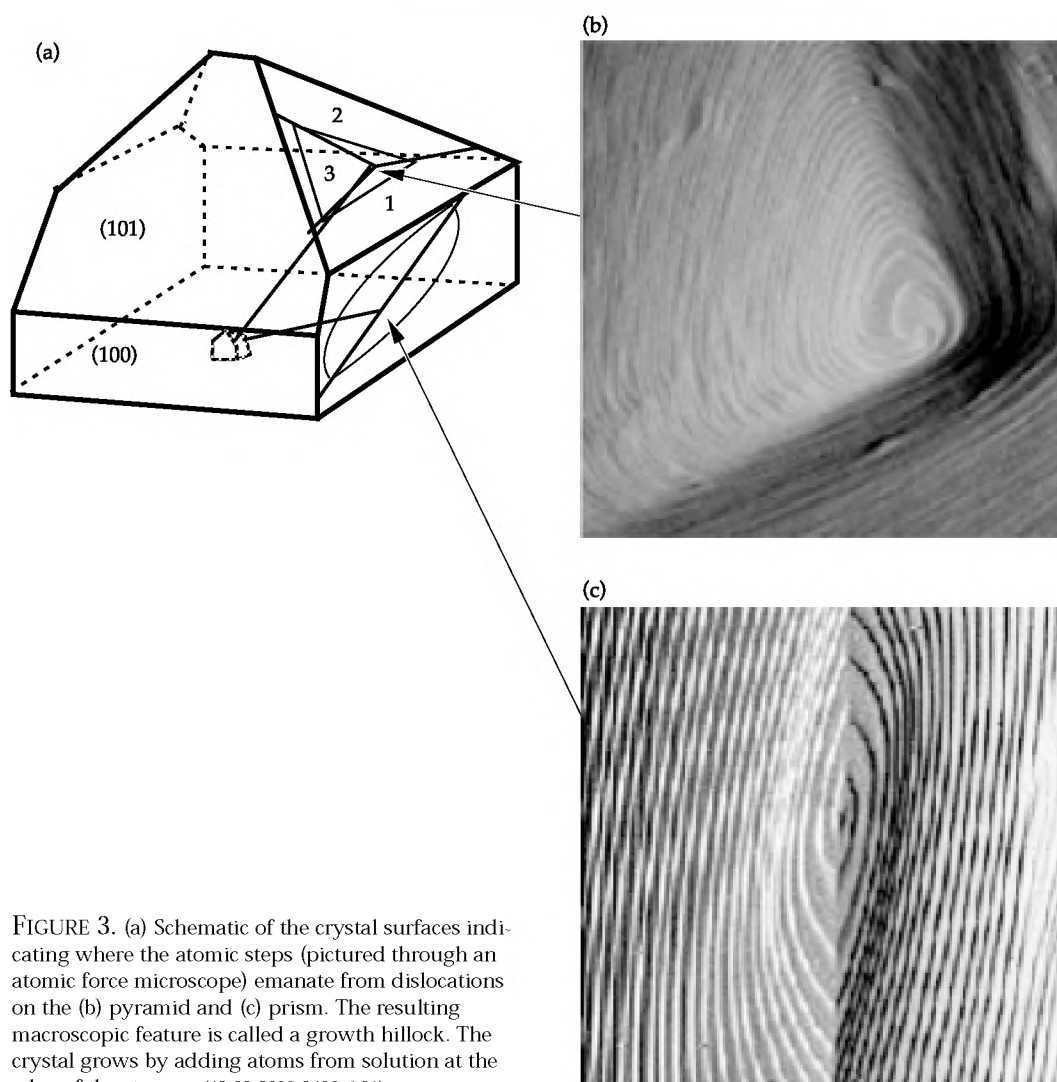 (a)
(b)
2
3
1
(101)
(100)
(c)
FIGURE 3. (a) Schematic of the crystal surfaces indi-
cating where the atomic steps (pictured through an
atomic force microscope) emanate from dislocations
on the (b) pyramid and (c) prism. The resulting
macroscopic feature is called a growth hillock. The
crystal grows by adding atoms from solution at the